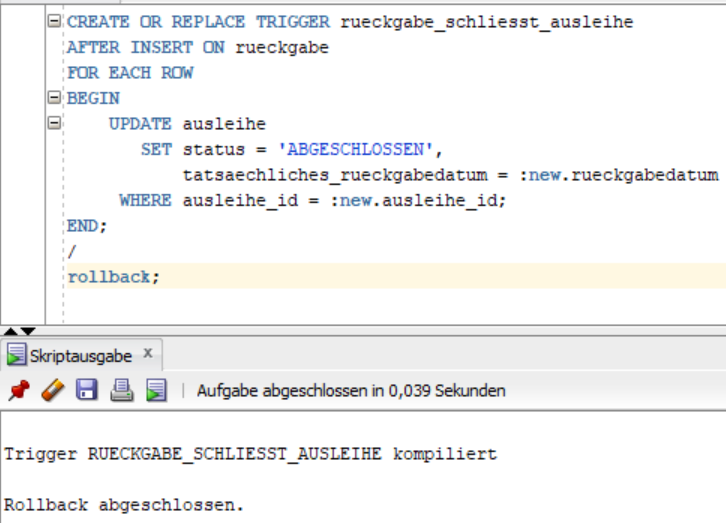 CREATE OR REPLACE TRIGGER rueckgabe_schliesst_ausleihe
AFTER INSERT ON rueckgabe
FOR EACH ROW
BEGIN
    UPDATE ausleihe
       SET status = 'ABGESCHLOSSEN',
           tatsaechliches_rueckgabedatum = :new.rueckgabedatum
     WHERE ausleihe_id = :new.ausleihe_id;
END;
/
rollback;
Skriptausgabe x
Aufgabe abgeschlossen in 0,039 Sekunden
Trigger RUECKGABE_SCHLIESST_AUSLEIHE kompiliert
Rollback abgeschlossen.